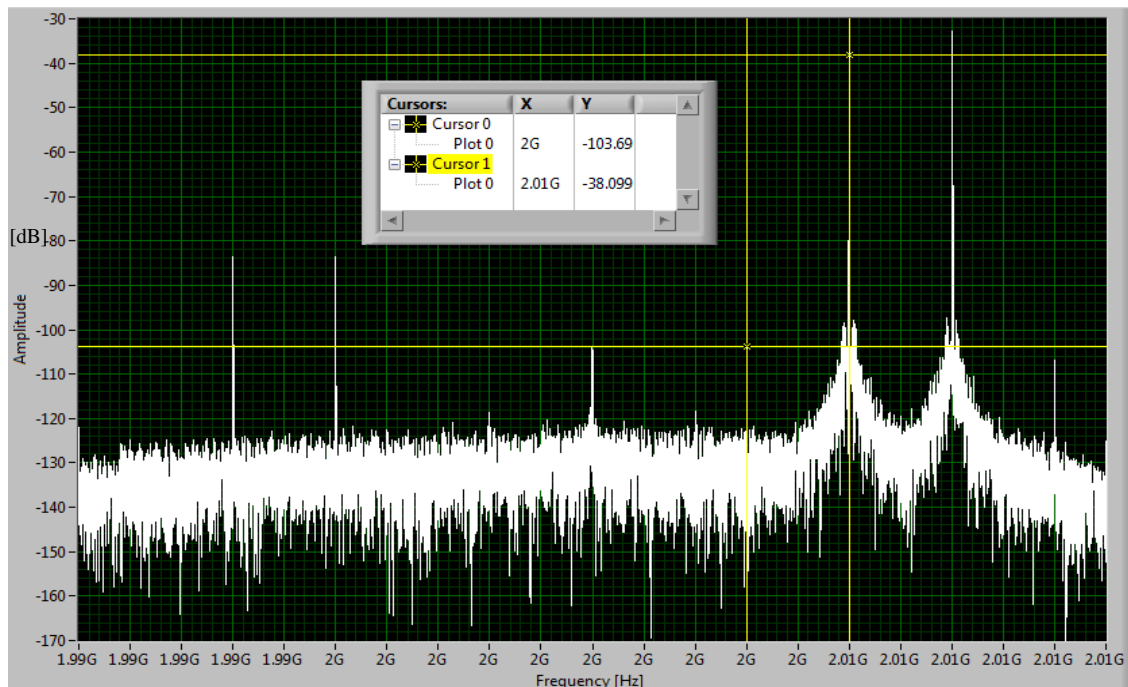 -30
-40
-50
-60
-70
-80
-90
-100
-110
-120
-130
-140
-150
-160
-170
[dB]
Amplitude
Cursors: X Y
Cursor 0
Plot 0 2G -103.69
Cursor 1
Plot 0 2.01G -38.099
1.99G 1.99G 1.99G 1.99G 1.99G 2G 2G 2G 2G 2G 2G 2G 2G 2G 2G 2.01G 2.01G 2.01G 2.01G 2.01G 2.01G
Frequency [Hz]